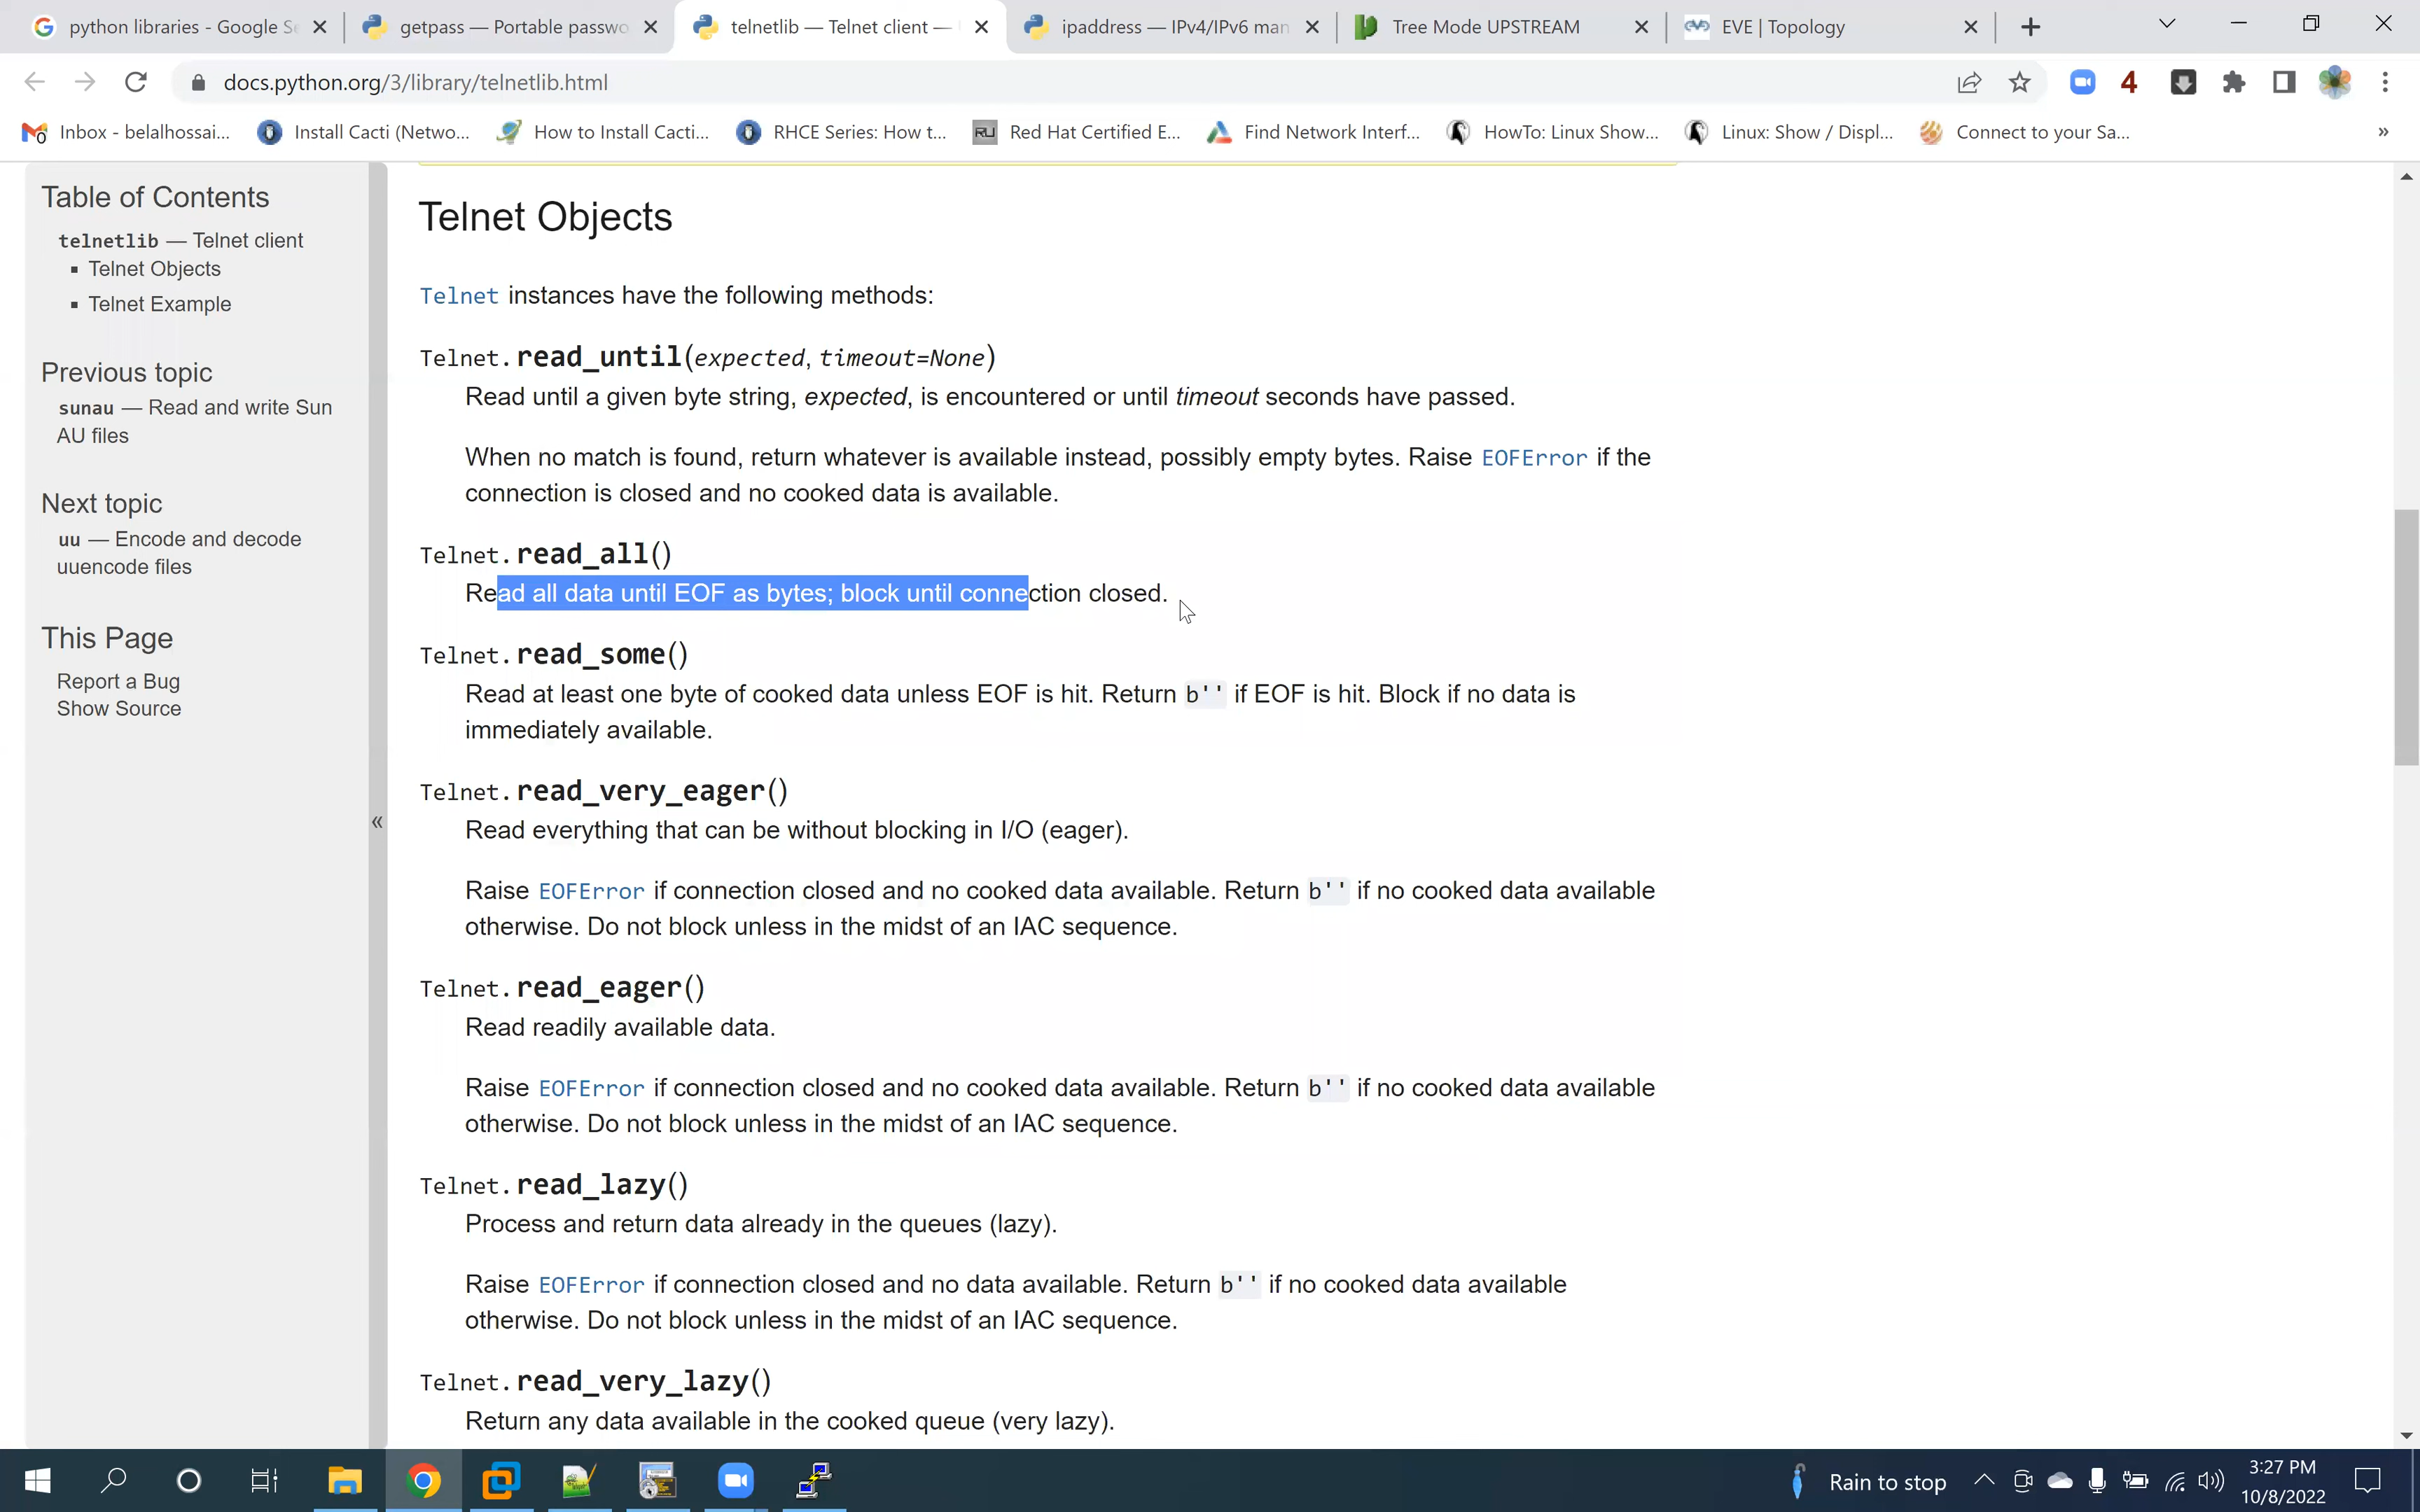 python libraries - Google Se
getpass — Portable passwo
telnetlib — Telnet client —
ipaddress — IPv4/IPv6 man
Tree Mode UPSTREAM
EVE | Topology
docs.python.org/3/library/telnetlib.html
4
Inbox - belalhossai...
Install Cacti (Netwo...
How to Install Cacti...
RHCE Series: How t...
RU
Red Hat Certified E...
Find Network Interf...
HowTo: Linux Show...
Linux: Show / Displ...
Connect to your Sa...
»
Table of Contents
telnetlib — Telnet client
▪ Telnet Objects
▪ Telnet Example
Previous topic
sunau — Read and write Sun
AU files
Next topic
uu — Encode and decode
uuencode files
This Page
Report a Bug
Show Source
«
Telnet Objects
Telnet instances have the following methods:
Telnet.read_until(expected, timeout=None)
Read until a given byte string, expected, is encountered or until timeout seconds have passed.
When no match is found, return whatever is available instead, possibly empty bytes. Raise EOFError if the
connection is closed and no cooked data is available.
Telnet.read_all()
Read all data until EOF as bytes; block until connection closed.
Telnet.read_some()
Read at least one byte of cooked data unless EOF is hit. Return b'' if EOF is hit. Block if no data is
immediately available.
Telnet.read_very_eager()
Read everything that can be without blocking in I/O (eager).
Raise EOFError if connection closed and no cooked data available. Return b'' if no cooked data available
otherwise. Do not block unless in the midst of an IAC sequence.
Telnet.read_eager()
Read readily available data.
Raise EOFError if connection closed and no cooked data available. Return b'' if no cooked data available
otherwise. Do not block unless in the midst of an IAC sequence.
Telnet.read_lazy()
Process and return data already in the queues (lazy).
Raise EOFError if connection closed and no data available. Return b'' if no cooked data available
otherwise. Do not block unless in the midst of an IAC sequence.
Telnet.read_very_lazy()
Return any data available in the cooked queue (very lazy).
Rain to stop
3:27 PM
10/8/2022